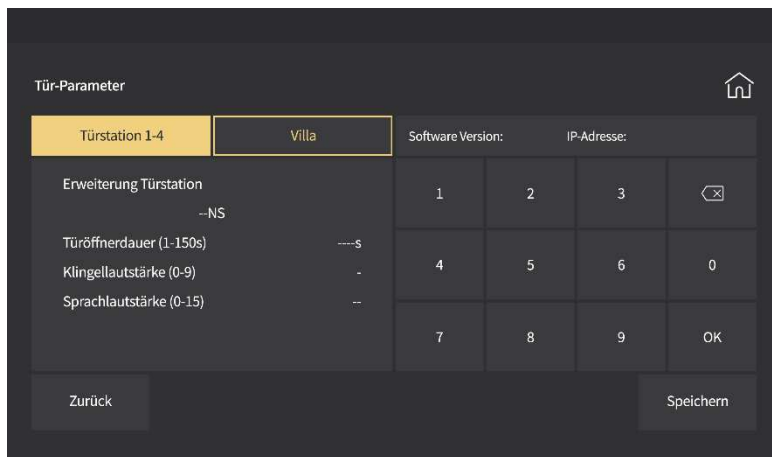 Tür-Parameter
Türstation 1-4
Villa
Software Version:
IP-Adresse:
Erweiterung Türstation
--NS
Türöffnerdauer (1-150s) ----s
Klingellautstärke (0-9) -
Sprachlautstärke (0-15) --
1 2 3
4 5 6 0
7 8 9 OK
Zurück
Speichern